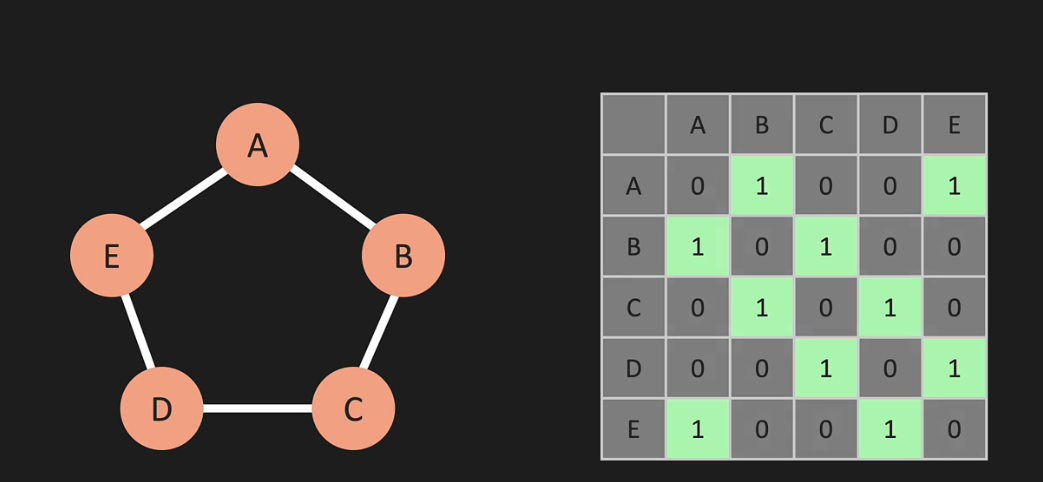 A
E
B
D
C
A B C D E
A 0 1 0 0 1
B 1 0 1 0 0
C 0 1 0 1 0
D 0 0 1 0 1
E 1 0 0 1 0